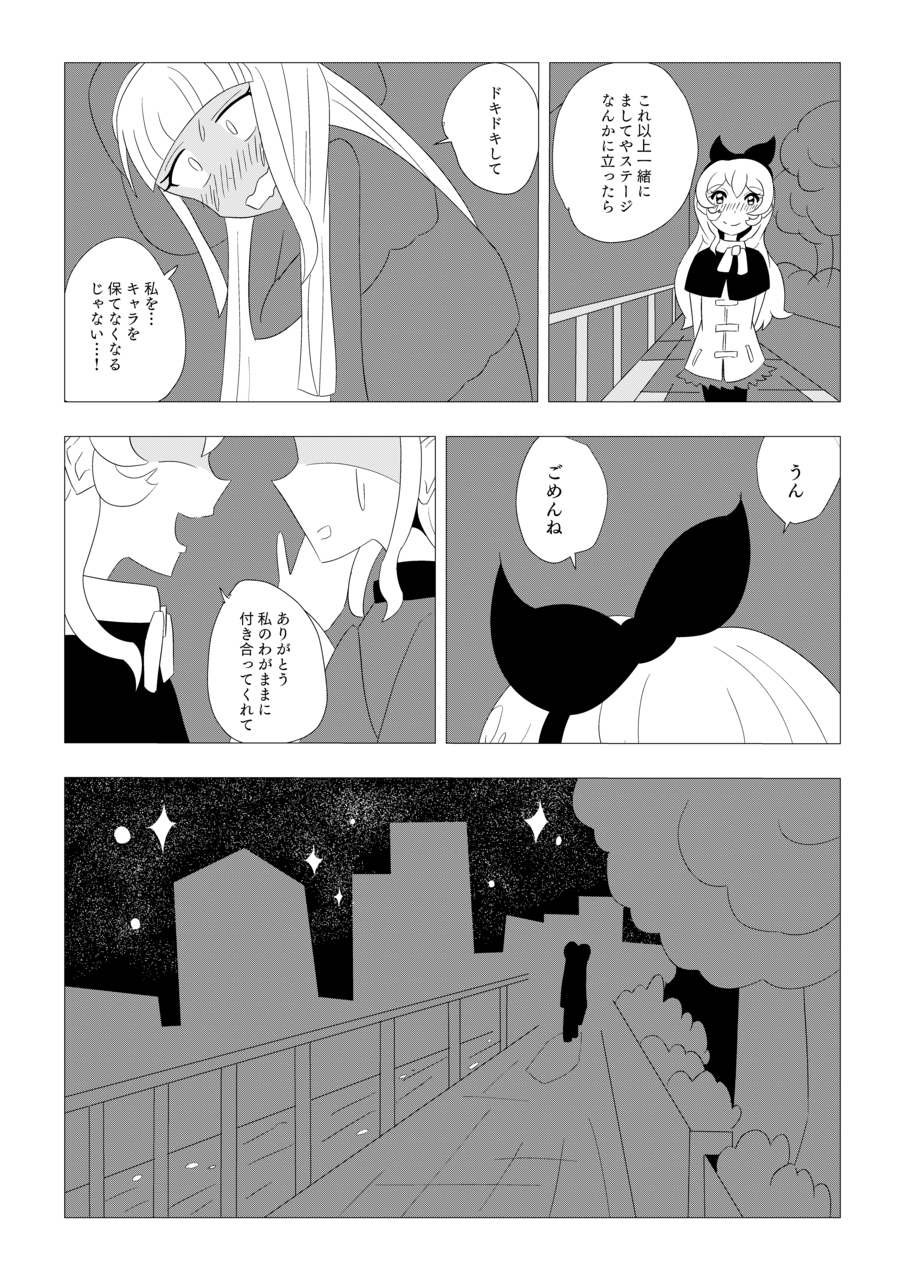 これ以上一緒に
ましてやステージ
なんかに立ったら
ドキドキして
私を…
キャラを
保てなくなる
じゃない…！
うん
ごめんね
ありがとう
私のわがままに
付き合ってくれて